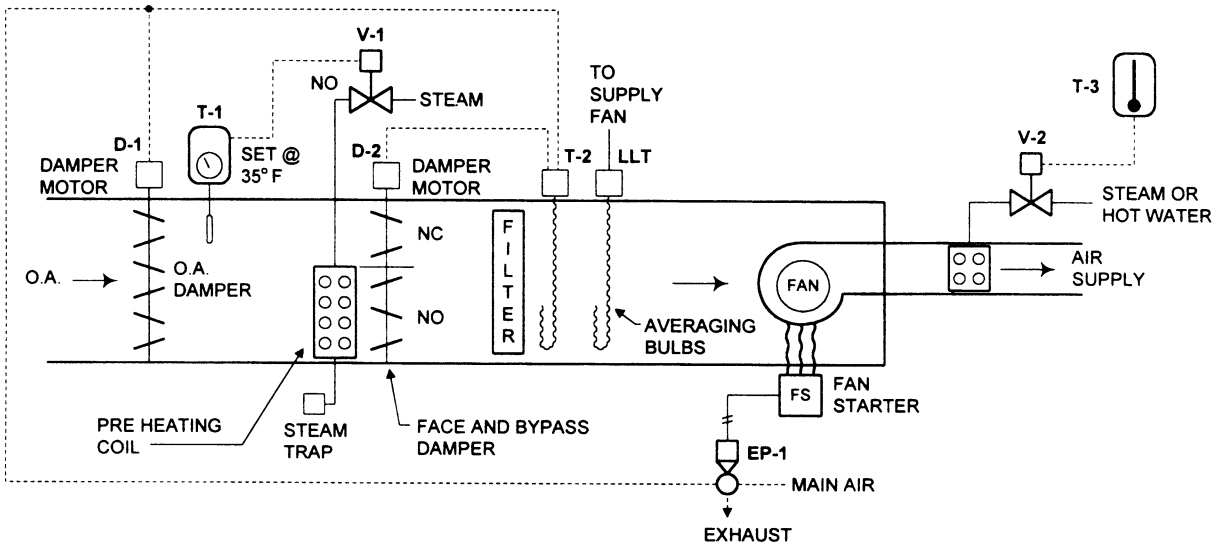 V-1
NO
STEAM
T-1
SET @
35° F
D-1
DAMPER
MOTOR
D-2
DAMPER
MOTOR
T-2
TO
SUPPLY
FAN
LLT
T-3
V-2
STEAM OR
HOT WATER
O.A.
O.A.
DAMPER
NC
NO
FILTER
AVERAGING
BULBS
FAN
AIR
SUPPLY
FS
FAN
STARTER
PRE HEATING
COIL
STEAM
TRAP
FACE AND BYPASS
DAMPER
EP-1
MAIN AIR
EXHAUST